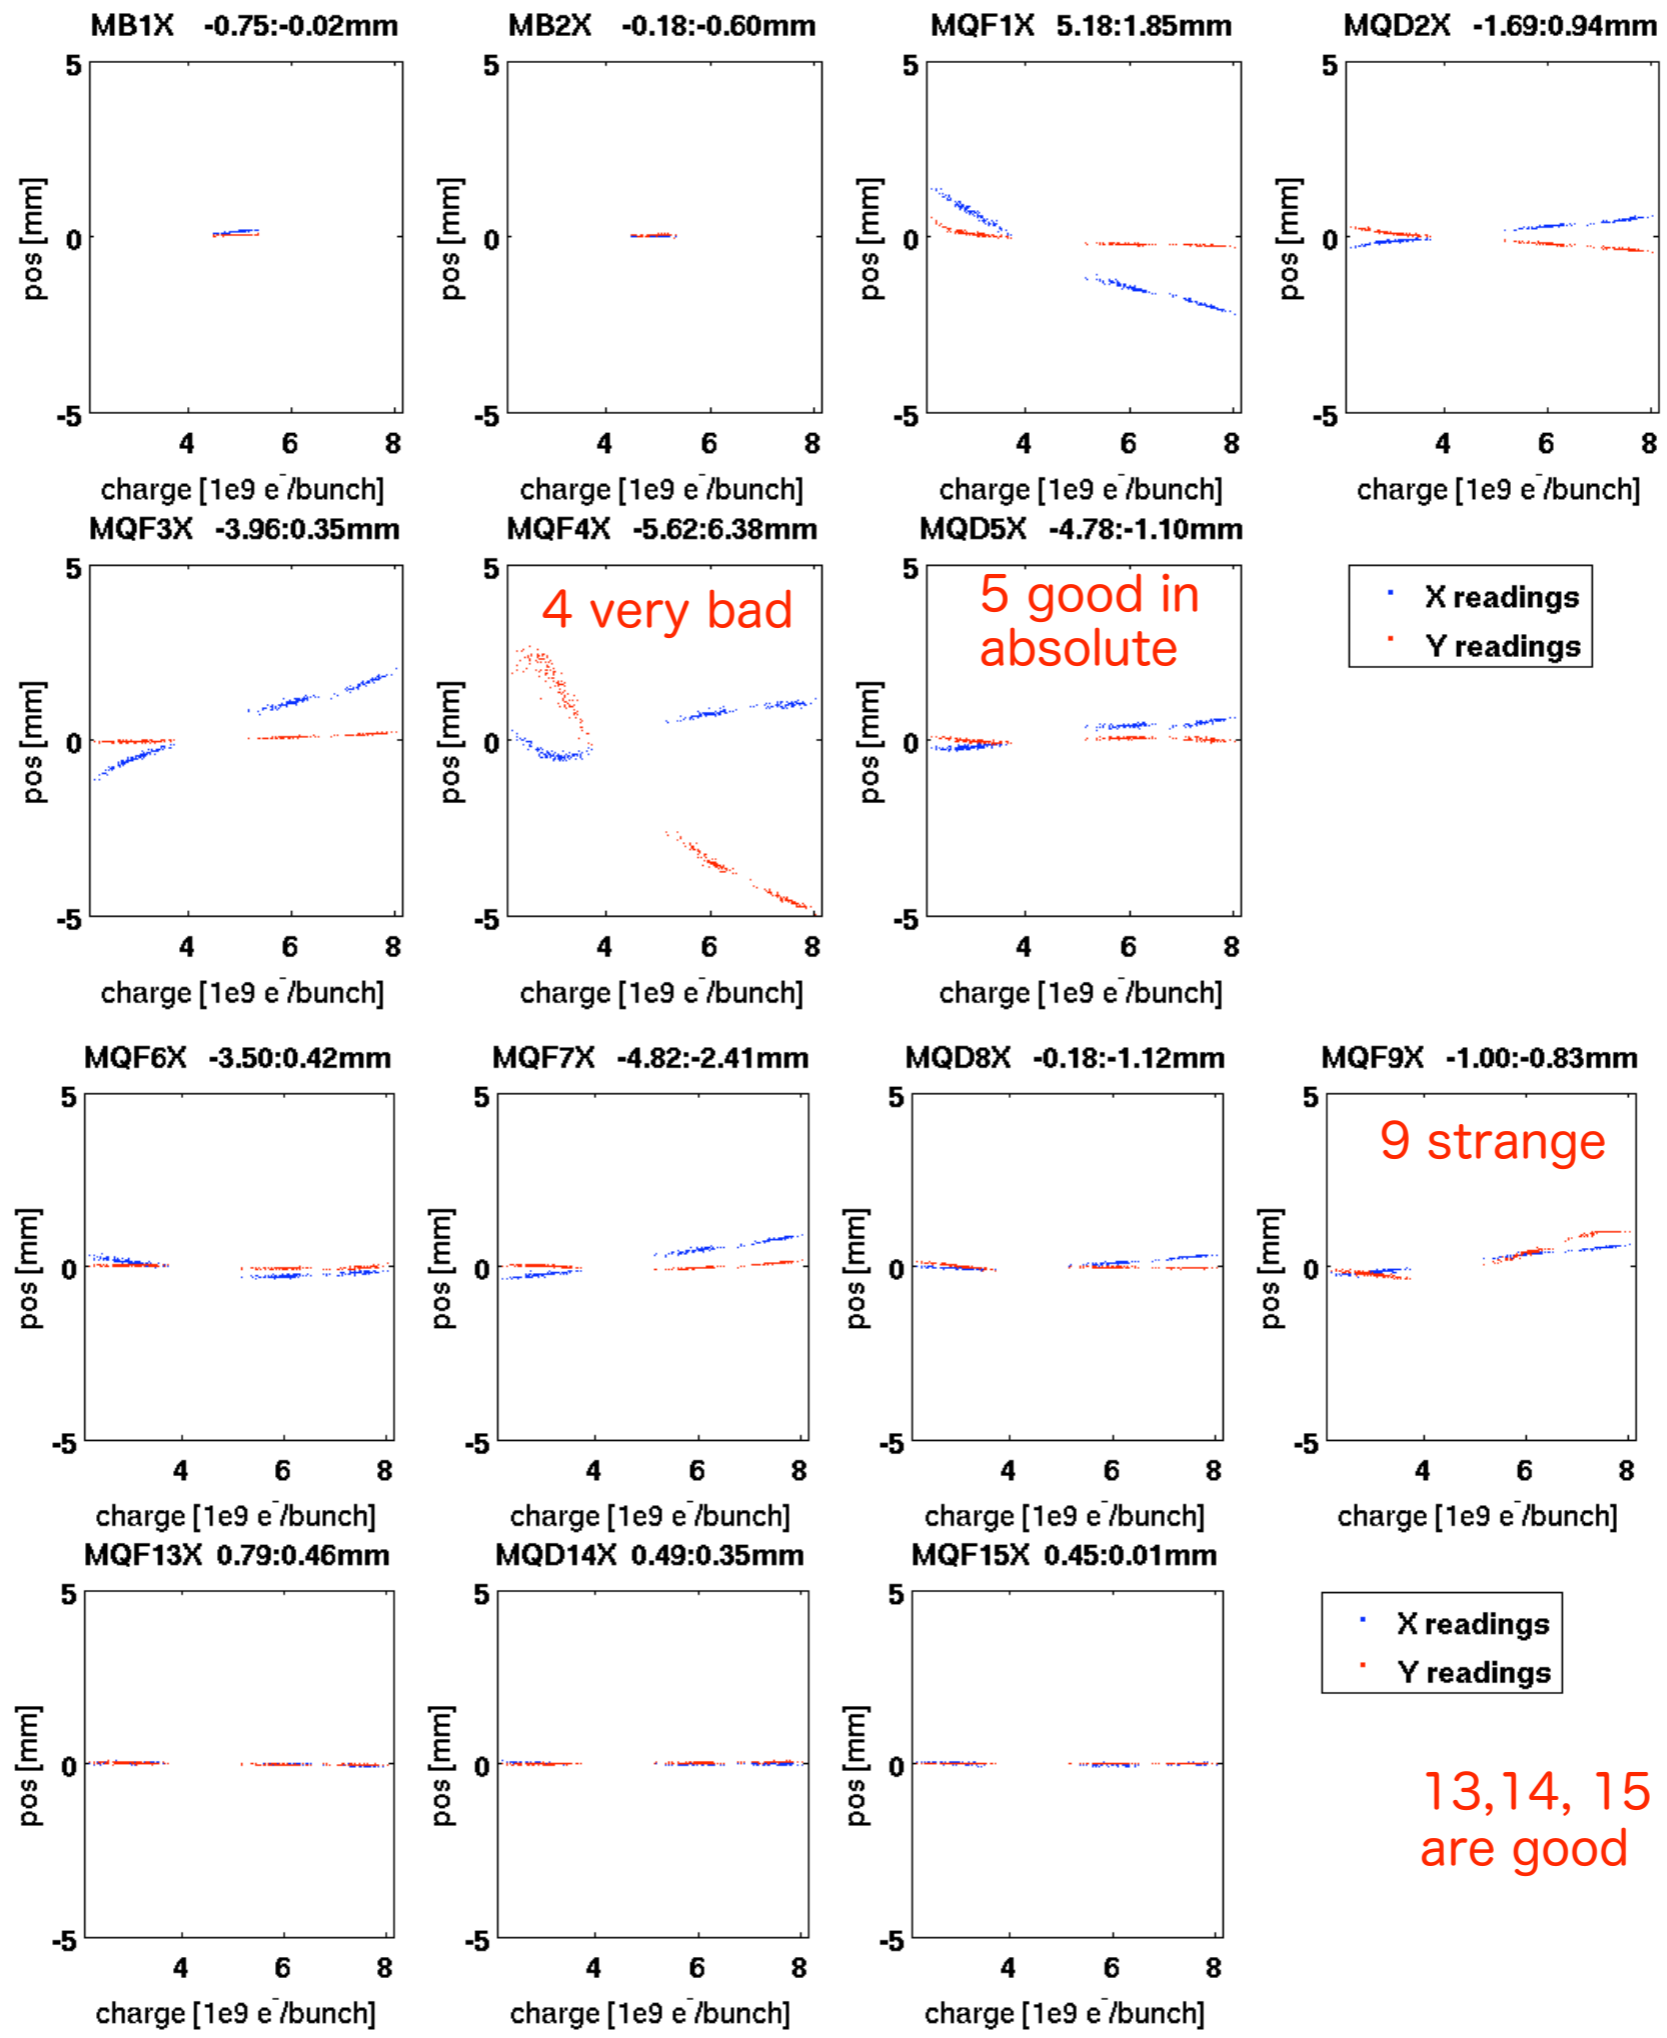 MB1X -0.75:-0.02mm
MB2X -0.18:-0.60mm
MQF1X 5.18:1.85mm
MQD2X -1.69:0.94mm
5
0
-5
pos [mm]
4 6 8
charge [1e9 e⁻/bunch]
5
0
-5
pos [mm]
4 6 8
charge [1e9 e⁻/bunch]
5
0
-5
pos [mm]
4 6 8
charge [1e9 e⁻/bunch]
5
0
-5
pos [mm]
4 6 8
charge [1e9 e⁻/bunch]
MQF3X -3.96:0.35mm
MQF4X -5.62:6.38mm
MQD5X -4.78:-1.10mm
5
0
-5
pos [mm]
4 6 8
charge [1e9 e⁻/bunch]
4 very bad
5
0
-5
pos [mm]
4 6 8
charge [1e9 e⁻/bunch]
5 good in
absolute
5
0
-5
pos [mm]
4 6 8
charge [1e9 e⁻/bunch]
X readings
Y readings
MQF6X -3.50:0.42mm
MQF7X -4.82:-2.41mm
MQD8X -0.18:-1.12mm
MQF9X -1.00:-0.83mm
5
0
-5
pos [mm]
4 6 8
charge [1e9 e⁻/bunch]
5
0
-5
pos [mm]
4 6 8
charge [1e9 e⁻/bunch]
5
0
-5
pos [mm]
4 6 8
charge [1e9 e⁻/bunch]
9 strange
5
0
-5
pos [mm]
4 6 8
charge [1e9 e⁻/bunch]
MQF13X 0.79:0.46mm
MQD14X 0.49:0.35mm
MQF15X 0.45:0.01mm
5
0
-5
pos [mm]
4 6 8
charge [1e9 e⁻/bunch]
5
0
-5
pos [mm]
4 6 8
charge [1e9 e⁻/bunch]
5
0
-5
pos [mm]
4 6 8
charge [1e9 e⁻/bunch]
X readings
Y readings
13,14, 15
are good